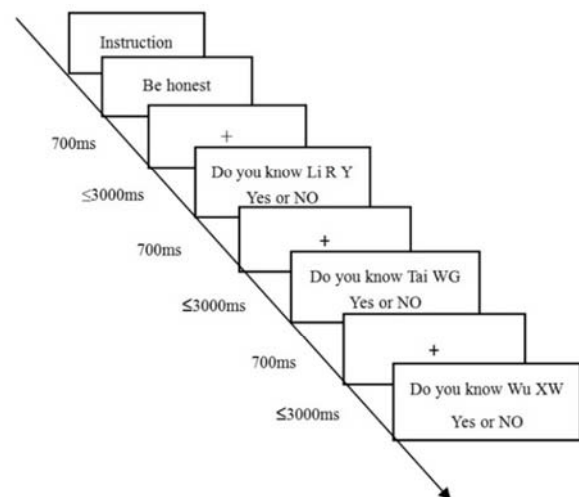 Instruction
Be honest
+
700ms
Do you know Li R Y
Yes or NO
≤3000ms
+
700ms
Do you know Tai WG
Yes or NO
≤3000ms
+
700ms
Do you know Wu XW
Yes or NO
≤3000ms